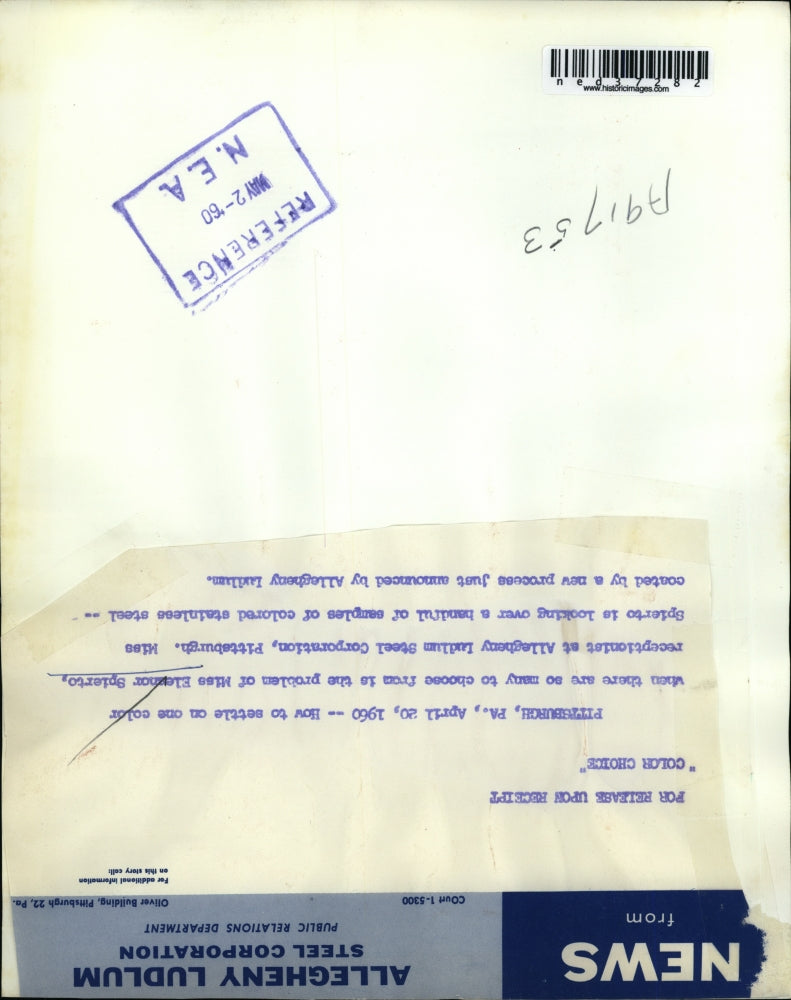 NEWS
from
ALLEGHENY LUDLUM
STEEL CORPORATION
PUBLIC RELATIONS DEPARTMENT
COurt 1-5300
Oliver Building, Pittsburgh 22, Pa.
For additional information
on this story call:
FOR RELEASE UPON RECEIPT
"COLOR CHOICE"
PITTSBURGH, PA., April 20, 1960 -- How to settle on one color
when there are so many to choose from is the problem of Miss Eleanor Spierto,
receptionist at Allegheny Ludlum Steel Corporation, Pittsburgh. Miss
Spierto is looking over a handful of samples of colored stainless steel --
coated by a new process just announced by Allegheny Ludlum.
A91753
REFERENCE
MAY 2-'60
N.E.A.
ned37282
www.historicimages.com